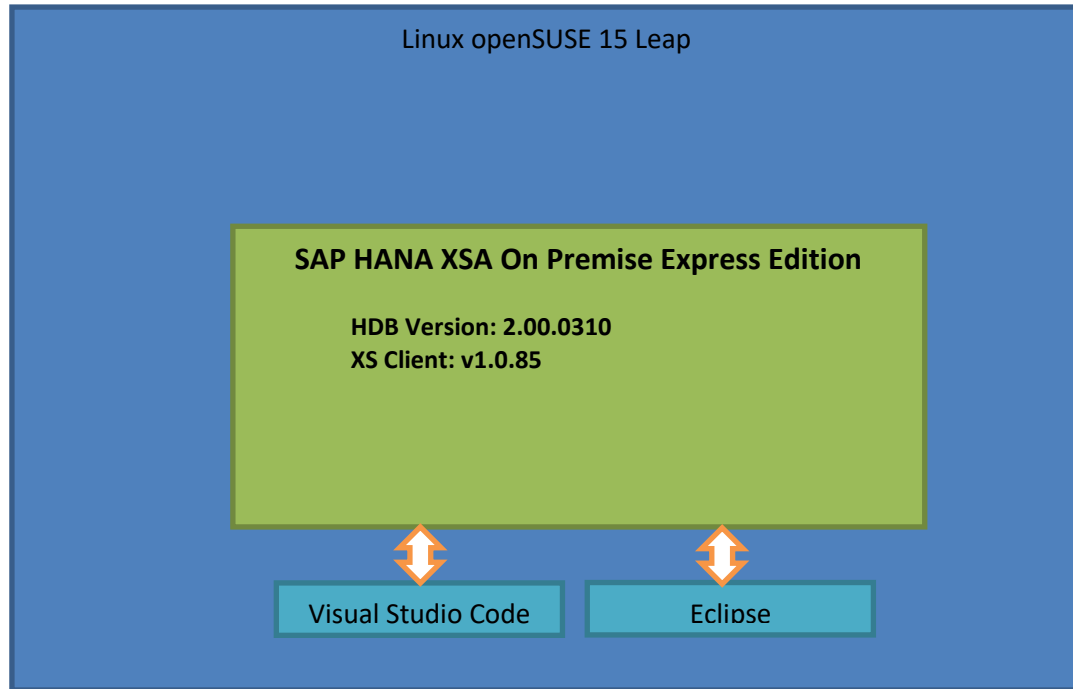 Linux openSUSE 15 Leap
SAP HANA XSA On Premise Express Edition
HDB Version: 2.00.0310
XS Client: v1.0.85
Visual Studio Code
Eclipse